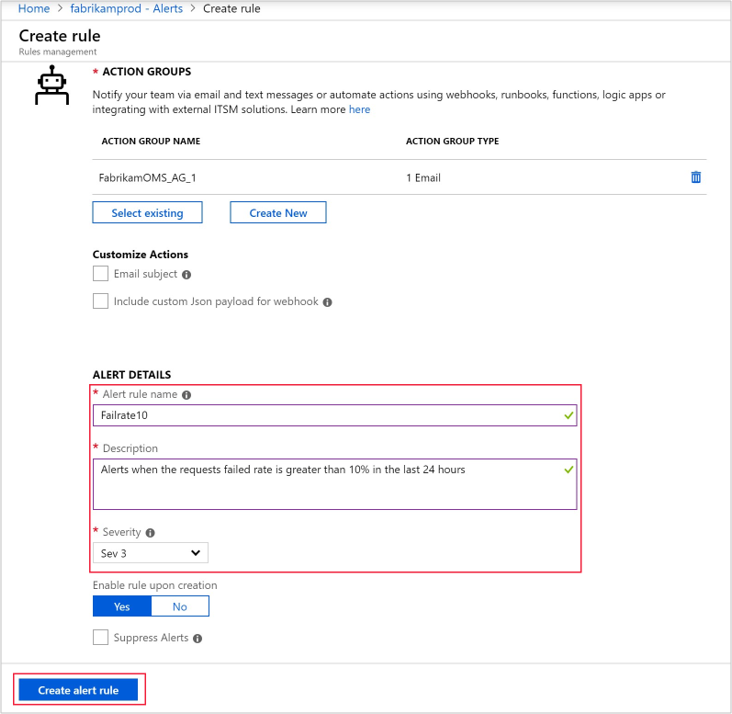 Home > fabrikamprod - Alerts > Create rule
Create rule
Rules management
* ACTION GROUPS
Notify your team via email and text messages or automate actions using webhooks, runbooks, functions, logic apps or
integrating with external ITSM solutions. Learn more here
ACTION GROUP NAME ACTION GROUP TYPE
FabrikamOMS_AG_1 1 Email
Select existing Create New
Customize Actions
Email subject
Include custom Json payload for webhook
ALERT DETAILS
* Alert rule name
Failrate10
* Description
Alerts when the requests failed rate is greater than 10% in the last 24 hours
* Severity
Sev 3
Enable rule upon creation
Yes No
Suppress Alerts
Create alert rule